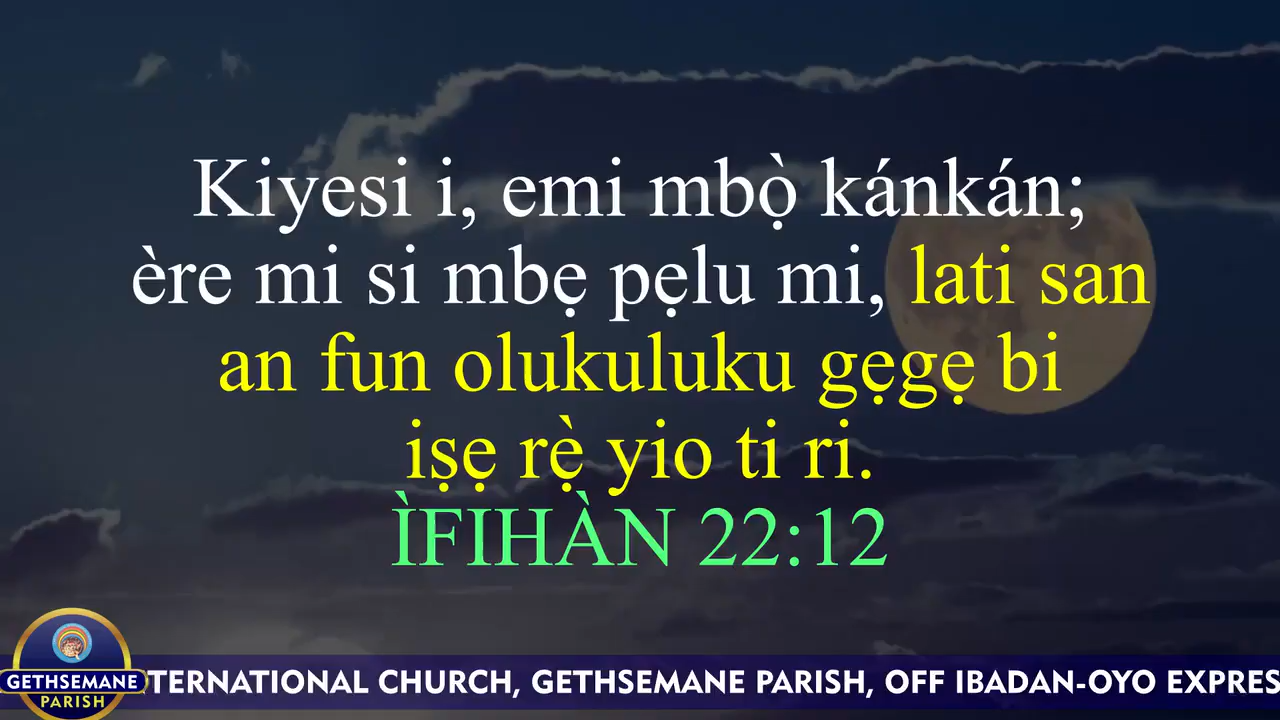 Kiyesi i, emi mbọ̀ kánkán;
ère mi si mbẹ pẹlu mi, lati san
an fun olukuluku gẹgẹ bi
iṣẹ rẹ̀ yio ti ri.
ÌFIHÀN 22:12
GETHSEMANE
PARISH
TERNATIONAL CHURCH, GETHSEMANE PARISH, OFF IBADAN-OYO EXPRES